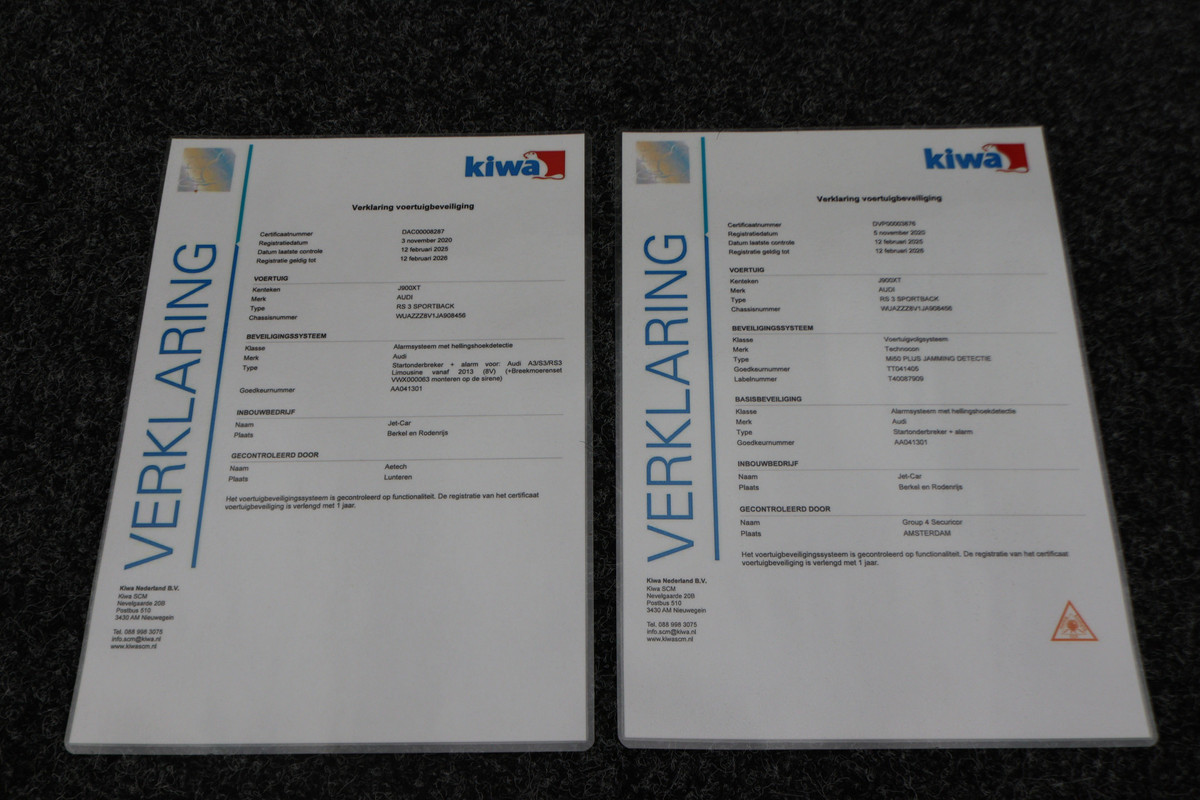 kiwa
Verklaring voertuigbeveiliging
Certificaatnummer DAC00008287
Registratiedatum 3 november 2020
Datum laatste controle 12 februari 2025
Registratie geldig tot 12 februari 2026
VOERTUIG
Kenteken J900XT
Merk AUDI
Type RS 3 SPORTBACK
Chassisnummer WUAZZZ8V1JA908456
BEVEILIGINGSSYSTEEM
Klasse Alarmsysteem met hellingshoekdetectie
Merk Audi
Type Startonderbreker + alarm voor: Audi A3/S3/RS3
Limousine vanaf 2013 (8V) (+Breekmoerenset
VWX000063 monteren op de sirene)
Goedkeurnummer AA041301
INBOUWBEDRIJF
Naam Jet-Car
Plaats Berkel en Rodenrijs
GECONTROLEERD DOOR
Naam Aetech
Plaats Lunteren
Het voertuigbeveiligingssysteem is gecontroleerd op functionaliteit. De registratie van het certificaat
voertuigbeveiliging is verlengd met 1 jaar.
VERKLARING
Kiwa Nederland B.V.
Kiwa SCM
Nevelgaarde 20B
Postbus 510
3430 AM Nieuwegein
Tel. 088 998 3075
info.scm@kiwa.nl
www.kiwascm.nl
kiwa
Verklaring voertuigbeveiliging
Certificaatnummer DVP00003876
Registratiedatum 5 november 2020
Datum laatste controle 12 februari 2025
Registratie geldig tot 12 februari 2026
VOERTUIG
Kenteken J900XT
Merk AUDI
Type RS 3 SPORTBACK
Chassisnummer WUAZZZ8V1JA908456
BEVEILIGINGSSYSTEEM
Klasse Voertuigvolgsysteem
Merk Technocon
Type Mi50 PLUS JAMMING DETECTIE
Goedkeurnummer TT041405
Labelnummer T40087909
BASISBEVEILIGING
Klasse Alarmsysteem met hellingshoekdetectie
Merk Audi
Type Startonderbreker + alarm
Goedkeurnummer AA041301
INBOUWBEDRIJF
Naam Jet-Car
Plaats Berkel en Rodenrijs
GECONTROLEERD DOOR
Naam Group 4 Securicor
Plaats AMSTERDAM
Het voertuigbeveiligingssysteem is gecontroleerd op functionaliteit. De registratie van het certificaat
voertuigbeveiliging is verlengd met 1 jaar.
VERKLARING
Kiwa Nederland B.V.
Kiwa SCM
Nevelgaarde 20B
Postbus 510
3430 AM Nieuwegein
Tel. 088 998 3075
info.scm@kiwa.nl
www.kiwascm.nl